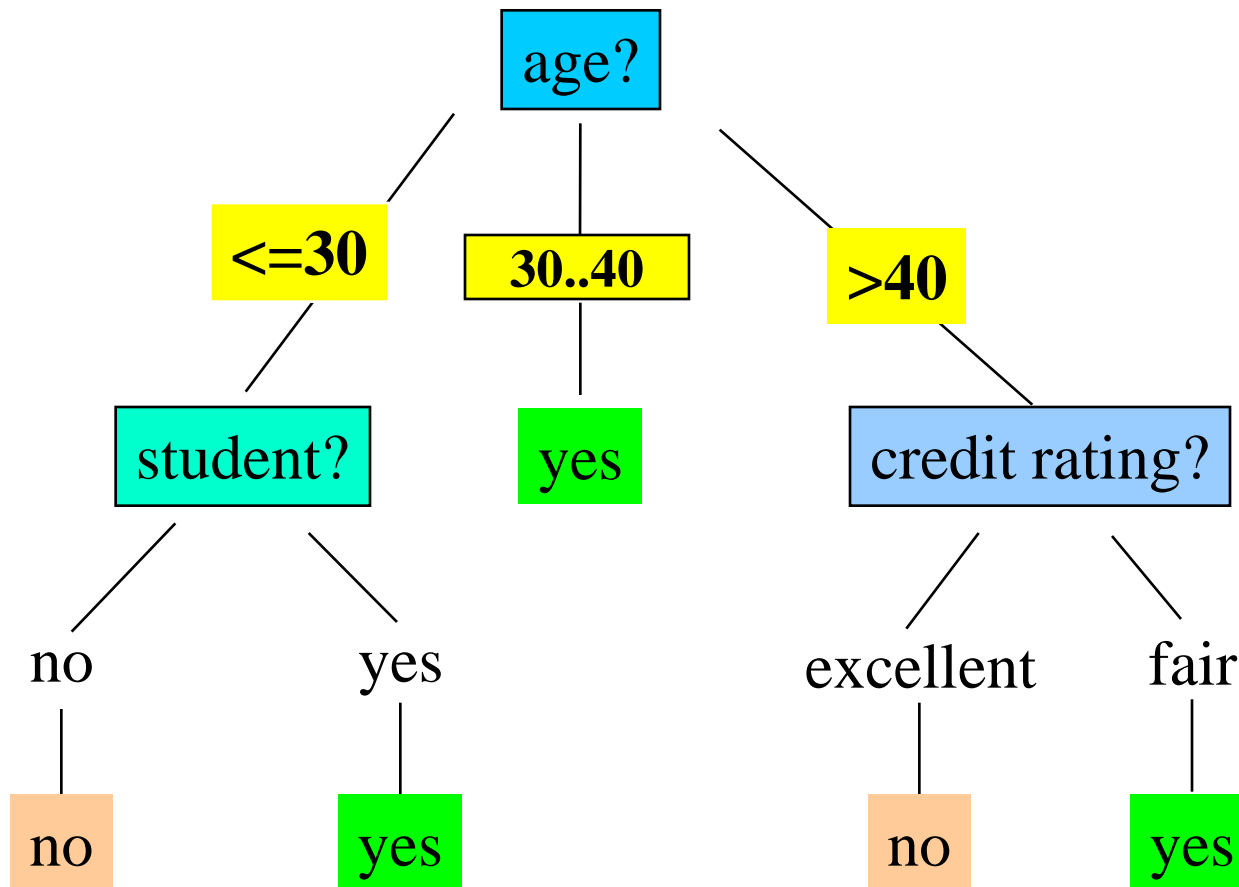 age?
<=30
30..40
>40
student?
yes
credit rating?
no
yes
excellent
fair
no
yes
no
yes